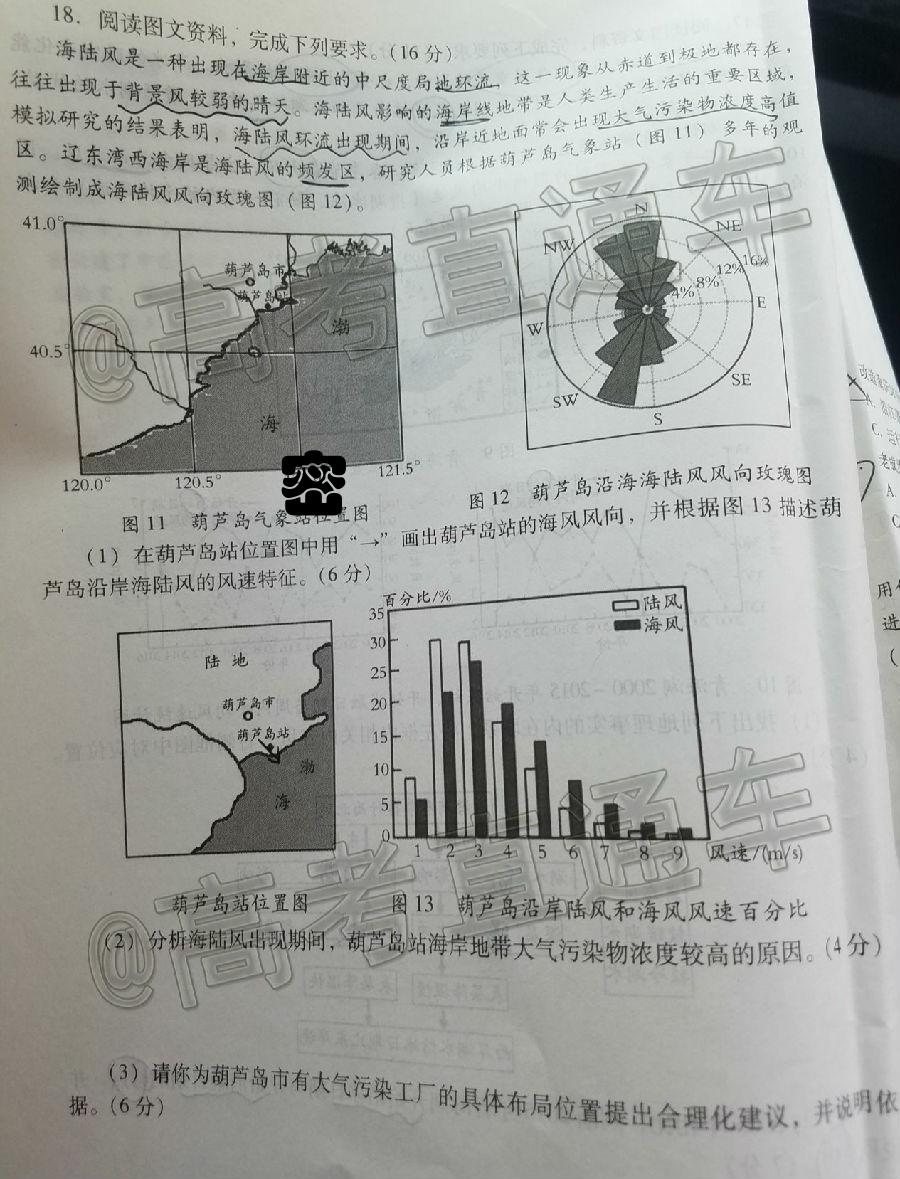 18. 阅读图文资料，完成下列要求。(16分)
海陆风是一种出现在海岸附近的中尺度局地环流，这一现象从赤道到极地都存在，
往往出现于背景风较弱的晴天。海陆风影响的海岸线地带是人类生产生活的重要区域，
模拟研究的结果表明，海陆风环流出现期间，沿岸近地面常会出现大气污染物浓度高值
区。辽东湾西海岸是海陆风的频发区，研究人员根据葫芦岛气象站(图11)多年的观
测绘制成海陆风风向玫瑰图(图12)。
41.0°
40.5°
120.0° 120.5° 121.5°
葫芦岛市
葫芦岛站
渤
海
密
N
NE
E
SE
S
SW
W
NW
4% 8% 12% 16%
图11 葫芦岛气象站位置图
图12 葫芦岛沿海海陆风风向玫瑰图
(1) 在葫芦岛站位置图中用“→”画出葫芦岛站的海风风向，并根据图13描述葫
芦岛沿岸海陆风的风速特征。(6分)
陆地
葫芦岛市
葫芦岛站
渤
海
葫芦岛站位置图
百分比/%
35
30
25
20
15
10
5
0
1 2 3 4 5 6 7 8 9 风速/(m/s)
陆风
海风
图13 葫芦岛沿岸陆风和海风风速百分比
(2) 分析海陆风出现期间，葫芦岛站海岸地带大气污染物浓度较高的原因。(4分)
(3) 请你为葫芦岛市有大气污染工厂的具体布局位置提出合理化建议，并说明依
据。(6分)
@高考直通车
@高考直通车